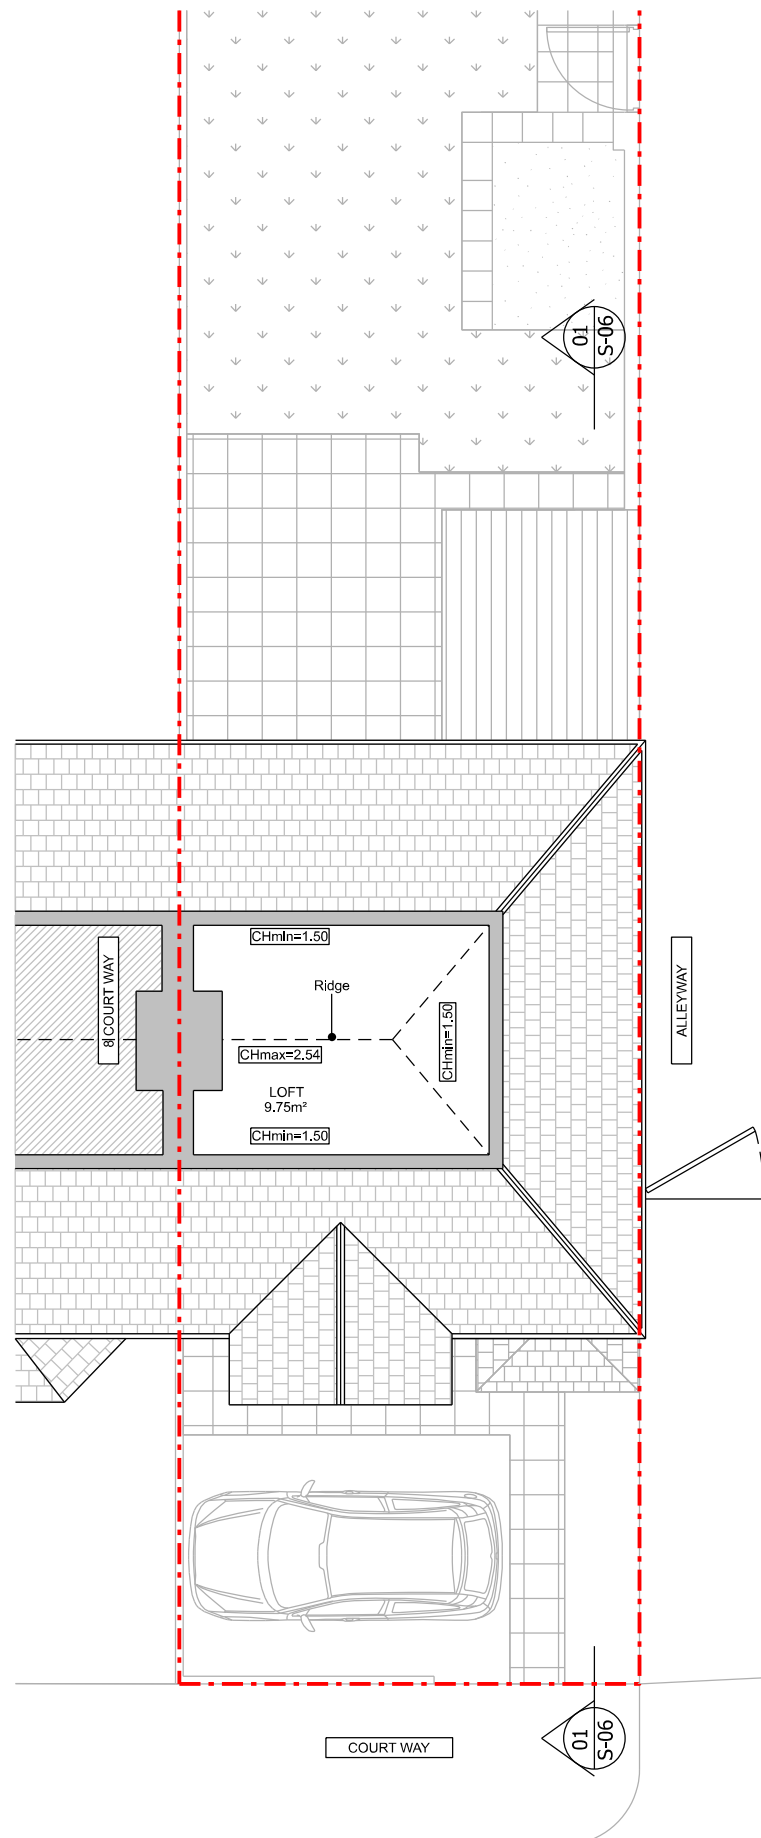 01
S-06
CHmin=1.50
8 COURT WAY
Ridge
ALLEYWAY
CHmin=1.50
CHmax=2.54
LOFT
9.75m²
CHmin=1.50
01
S-06
COURT WAY